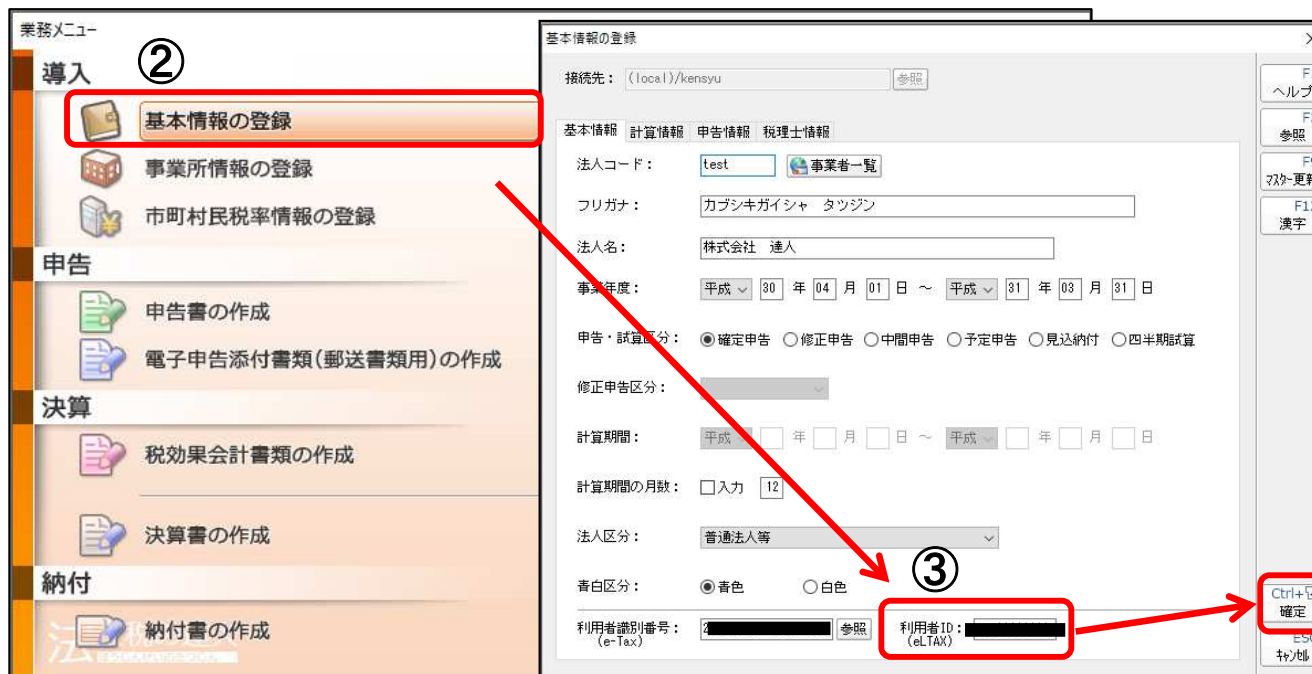 業務メニュー
導入
②
基本情報の登録
事業所情報の登録
市町村民税率情報の登録
申告
申告書の作成
電子申告添付書類(郵送書類用)の作成
決算
税効果会計書類の作成
決算書の作成
納付
納付書の作成
基本情報の登録
接続先： (local)/kensyu 参照
基本情報 計算情報 申告情報 税理士情報
法人コード： test 事業者一覧
フリガナ： カブシキガイシャ タツジン
法人名： 株式会社 達人
事業年度： 平成 30 年 04 月 01 日 ～ 平成 31 年 03 月 31 日
申告・試算区分： 確定申告 修正申告 中間申告 予定申告 見込納付 四半期試算
修正申告区分：
計算期間： 平成 年 月 日 ～ 平成 年 月 日
計算期間の月数： 入力 12
法人区分： 普通法人等
青白区分： 青色 白色
③
利用者識別番号： 2 参照 利用者ID：
(e-Tax) (eLTAX)
ヘルプ
参照
漢字
Ctrl+
確定
ESC
ｷｬﾝｾﾙ